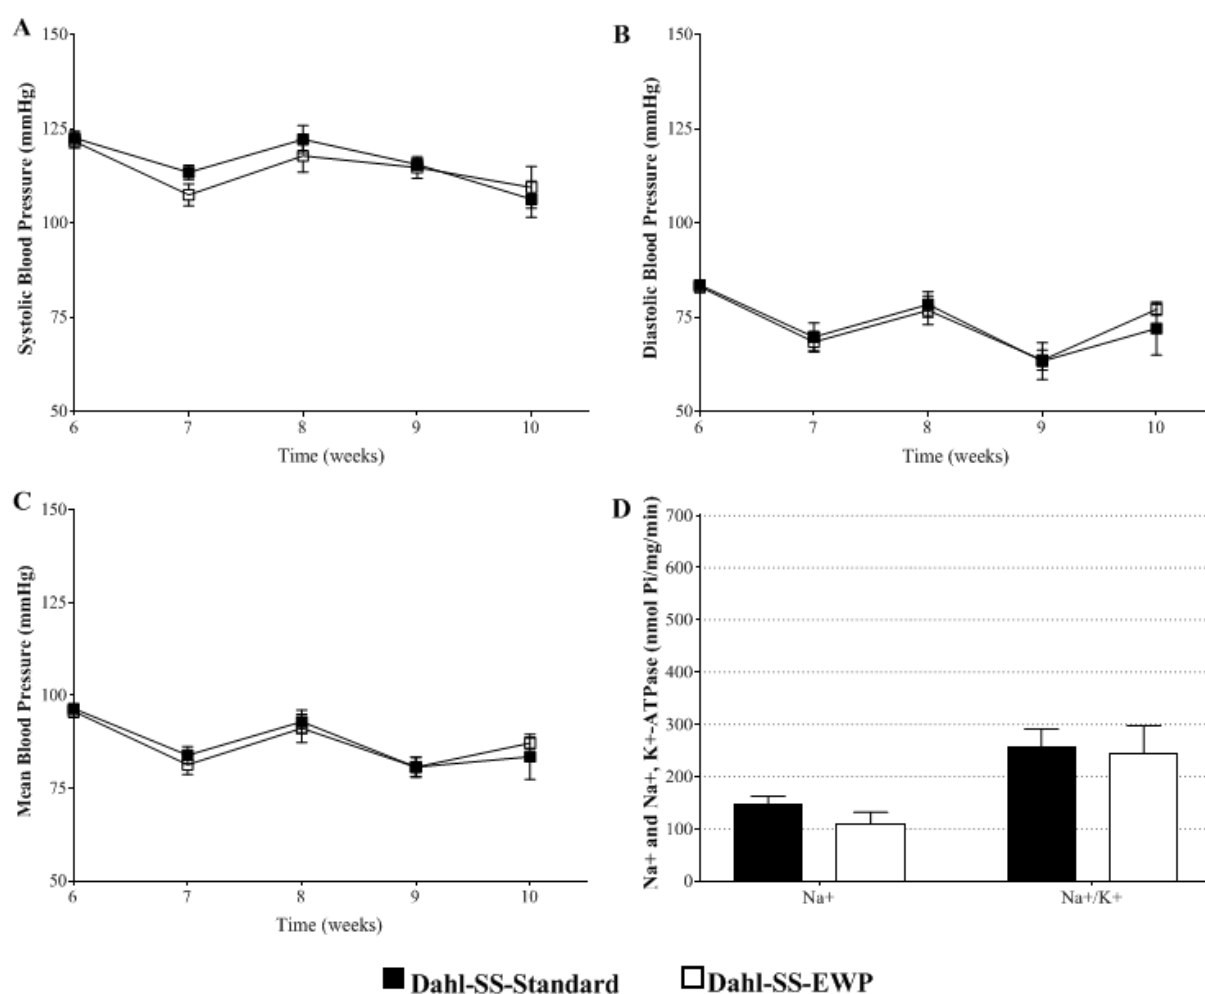 A
Systolic Blood Pressure (mmHg)
150
125
100
75
50
6 7 8 9 10
Time (weeks)
B
Diastolic Blood Pressure (mmHg)
150
125
100
75
50
6 7 8 9 10
Time (weeks)
C
Mean Blood Pressure (mmHg)
150
125
100
75
50
6 7 8 9 10
Time (weeks)
D
Na+ and Na+, K+-ATPase (nmol Pi/mg/min)
700
600
500
400
300
200
100
0
Na+ Na+/K+
Dahl-SS-Standard Dahl-SS-EWP